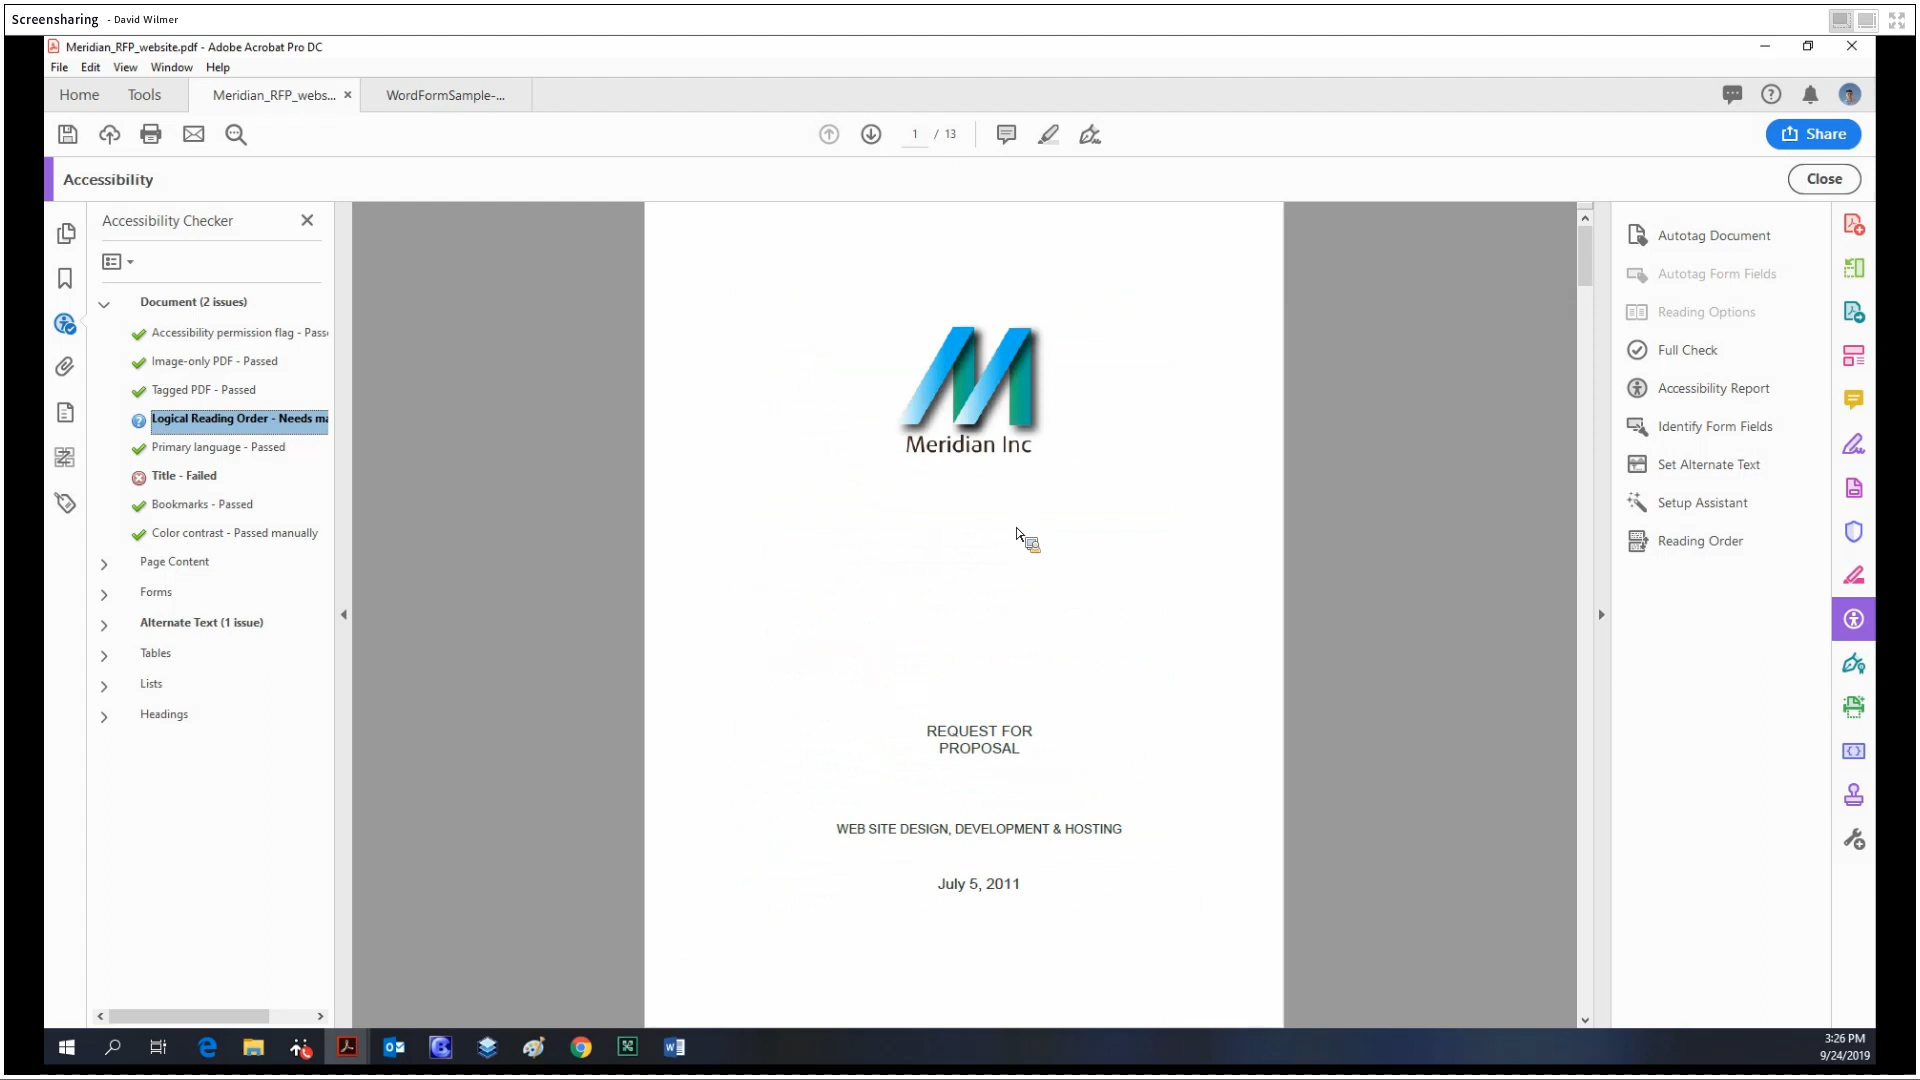 Screensharing - David Wilmer
Meridian_RFP_website.pdf - Adobe Acrobat Pro DC
File Edit View Window Help
Home Tools Meridian_RFP_webs... × WordFormSample-...
1 / 13
Share
Accessibility
Close
Accessibility Checker
Document (2 issues)
Accessibility permission flag - Passe
Image-only PDF - Passed
Tagged PDF - Passed
Logical Reading Order - Needs ma
Primary language - Passed
Title - Failed
Bookmarks - Passed
Color contrast - Passed manually
Page Content
Forms
Alternate Text (1 issue)
Tables
Lists
Headings
Meridian Inc
REQUEST FOR
PROPOSAL
WEB SITE DESIGN, DEVELOPMENT & HOSTING
July 5, 2011
Autotag Document
Autotag Form Fields
Reading Options
Full Check
Accessibility Report
Identify Form Fields
Set Alternate Text
Setup Assistant
Reading Order
3:26 PM
9/24/2019